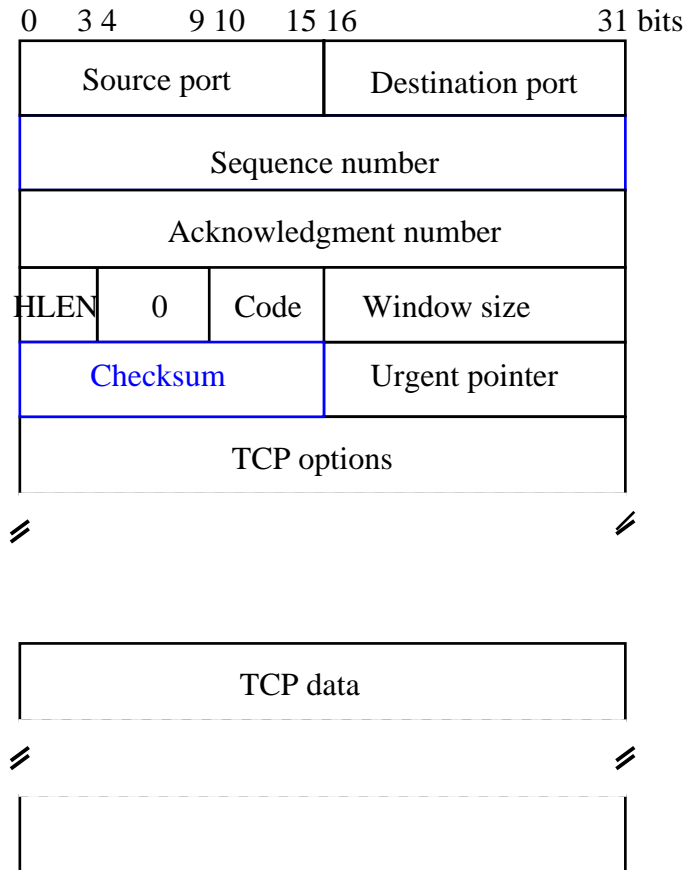 0 3 4 9 10 15 16 31 bits
Source port Destination port
Sequence number
Acknowledgment number
HLEN 0 Code Window size
Checksum Urgent pointer
TCP options
TCP data